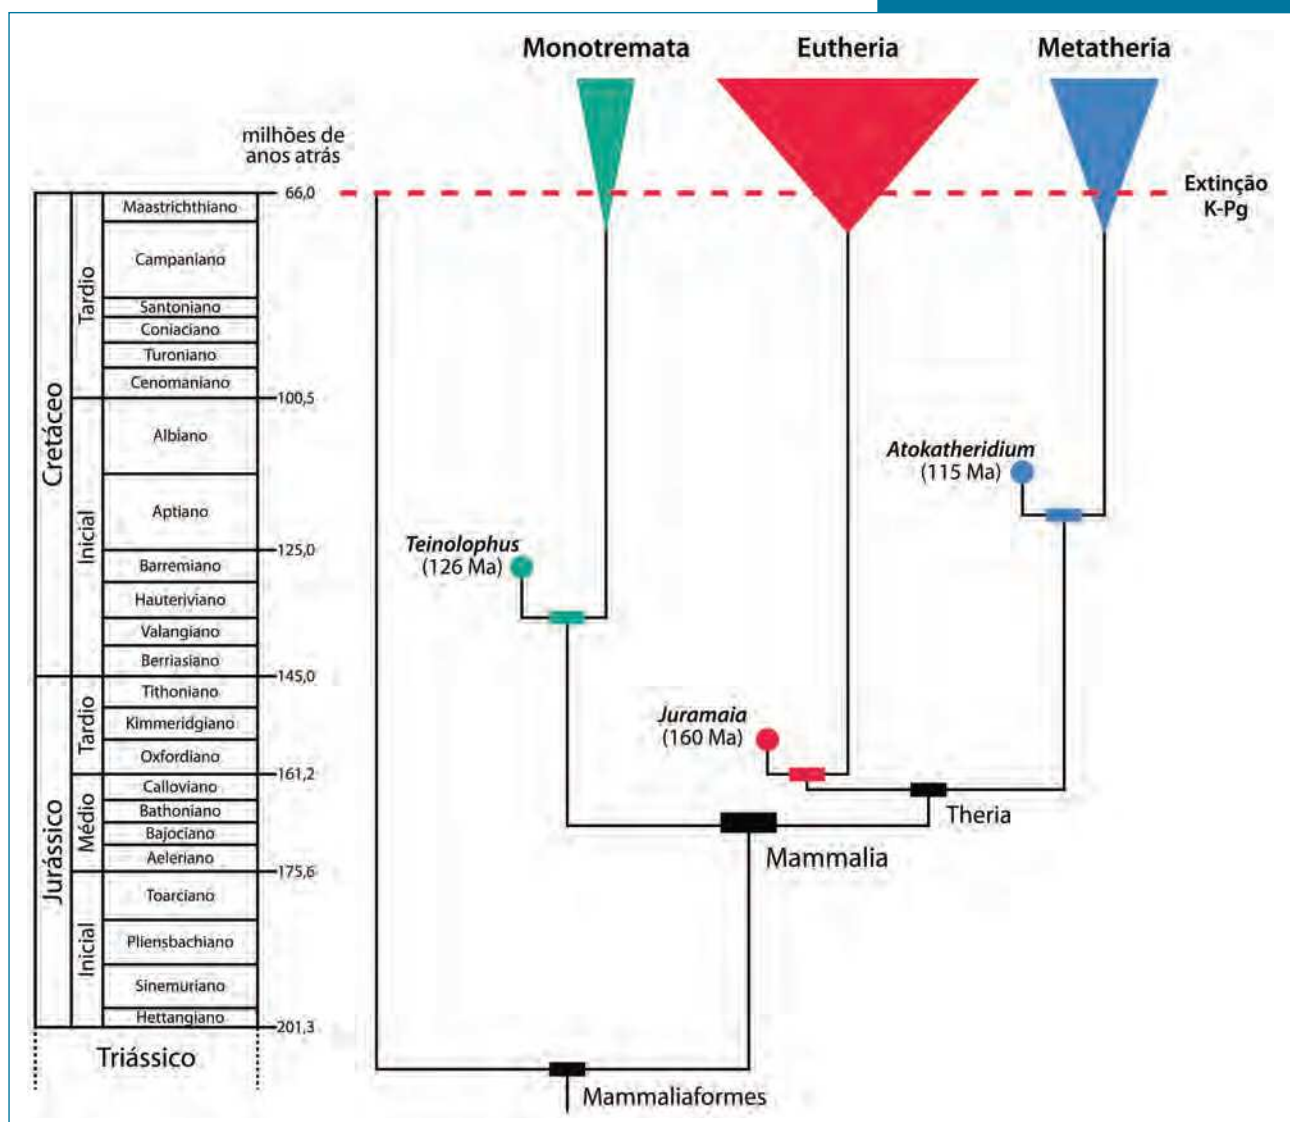 Monotremata
Eutheria
Metatheria
milhões de
anos atrás
66,0
Extinção
K-Pg
Maastrichthiano
Campaniano
Santoniano
Coniaciano
Turoniano
Cenomaniano
Tardio
100,5
Cretáceo
Albiano
Aptiano
Inicial
125,0
Barremiano
Hauteriviano
Valangiano
Berriasiano
145,0
Atokatheridium
(115 Ma)
Teinolophus
(126 Ma)
Juramaia
(160 Ma)
Tithoniano
Kimmeridgiano
Oxfordiano
Tardio
161,2
Jurássico
Calloviano
Bathoniano
Bajociano
Aeleriano
Médio
175,6
Theria
Mammalia
Toarciano
Pliensbachiano
Sinemuriano
Hettangiano
Inicial
201,3
Triássico
Mammaliaformes